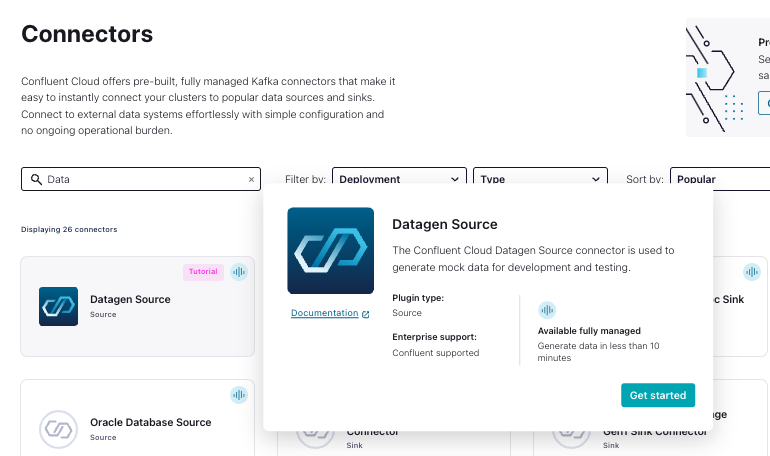 Connectors
Confluent Cloud offers pre-built, fully managed Kafka connectors that make it
easy to instantly connect your clusters to popular data sources and sinks.
Connect to external data systems effortlessly with simple configuration and
no ongoing operational burden.
Data ×
Filter by:
Deployment
Type
Sort by:
Popular
Displaying 26 connectors
Tutorial
Datagen Source
Source
Datagen Source
The Confluent Cloud Datagen Source connector is used to
generate mock data for development and testing.
Documentation
Plugin type:
Source
Enterprise support:
Confluent supported
Available fully managed
Generate data in less than 10
minutes
Get started
Sink
Oracle Database Source
Source
Connector
Sink
Gen1 Sink Connector
Sink